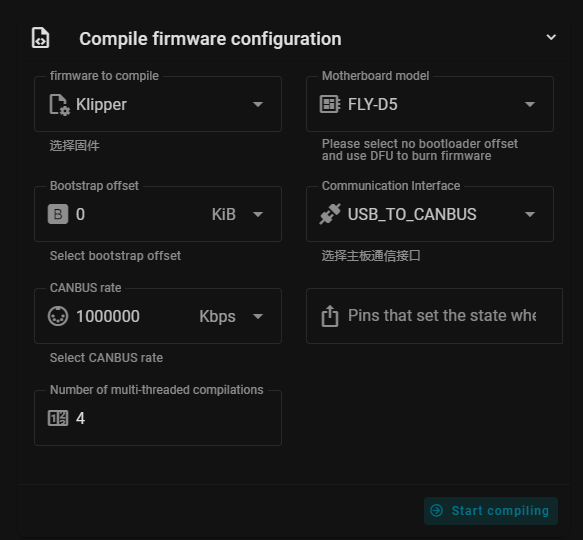 Compile firmware configuration
firmware to compile
Klipper
选择固件
Motherboard model
FLY-D5
Please select no bootloader offset
and use DFU to burn firmware
Bootstrap offset
B 0 KiB
Select bootstrap offset
Communication Interface
USB_TO_CANBUS
选择主板通信接口
CANBUS rate
1000000 Kbps
Select CANBUS rate
Pins that set the state whe
Number of multi-threaded compilations
4
Start compiling